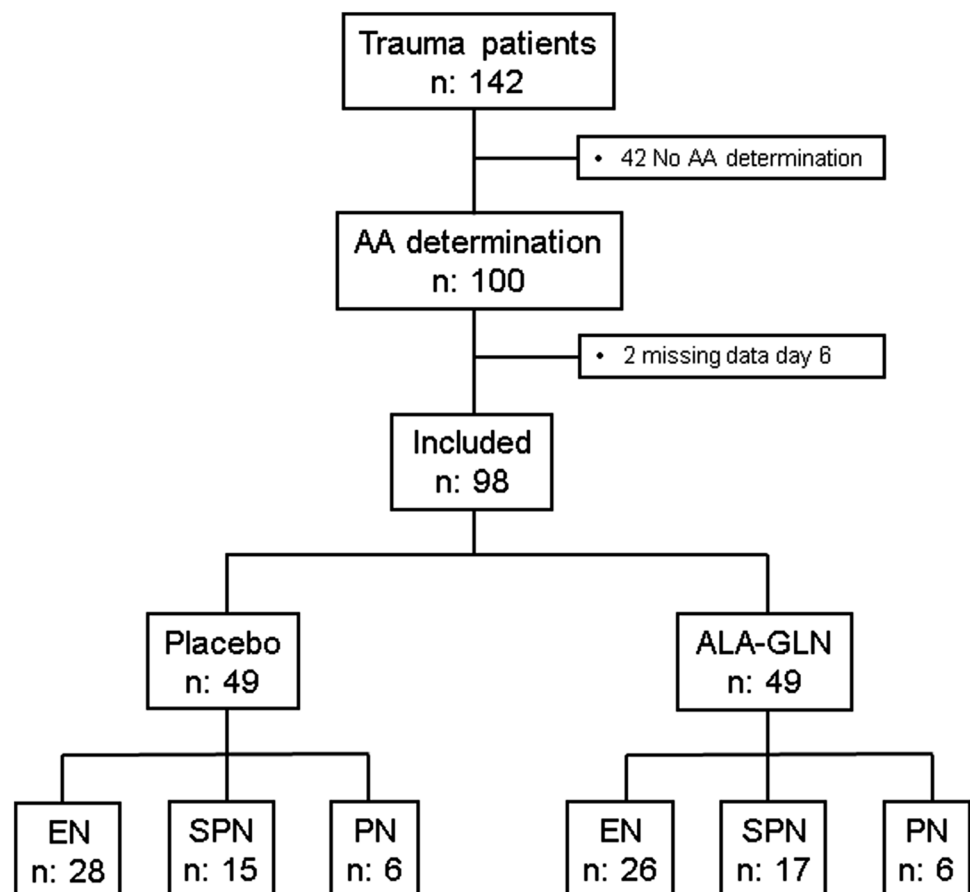 Trauma patients
n: 142
• 42 No AA determination
AA determination
n: 100
• 2 missing data day 6
Included
n: 98
Placebo
n: 49
ALA-GLN
n: 49
EN
n: 28
SPN
n: 15
PN
n: 6
EN
n: 26
SPN
n: 17
PN
n: 6